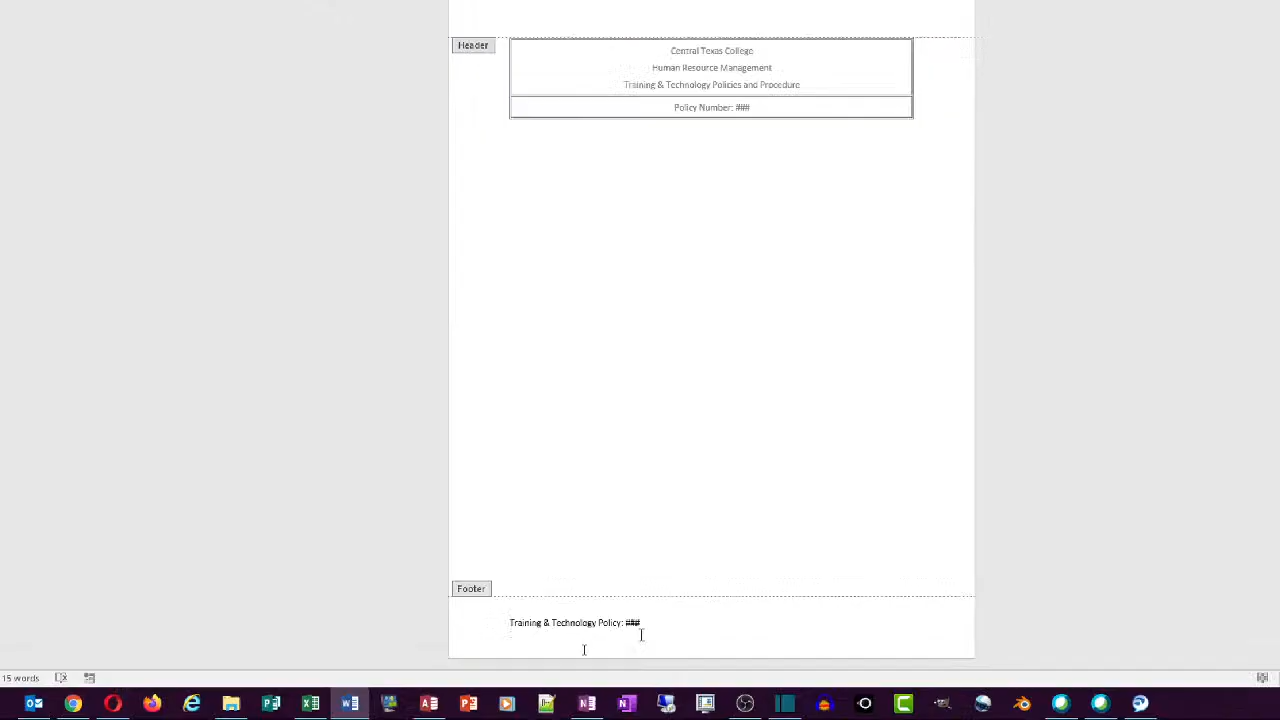 Header
Central Texas College
Human Resource Management
Training & Technology Policies and Procedure
Policy Number: ###
Footer
Training & Technology Policy: ###
15 words